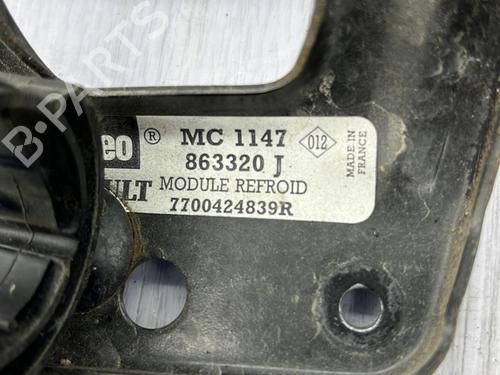 eo ® MC 1147
863320 J
ULT MODULE REFROID
7700424839R
012
MADE IN
FRANCE
B-PARTS